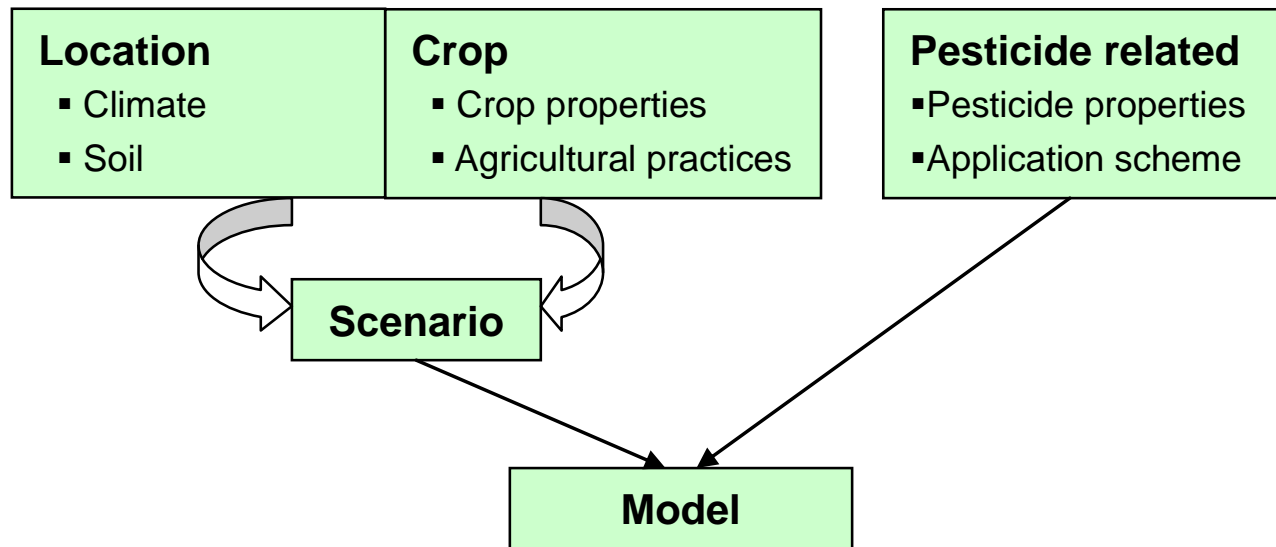 Location
▪ Climate
▪ Soil
Crop
▪ Crop properties
▪ Agricultural practices
Pesticide related
▪Pesticide properties
▪Application scheme
Scenario
Model